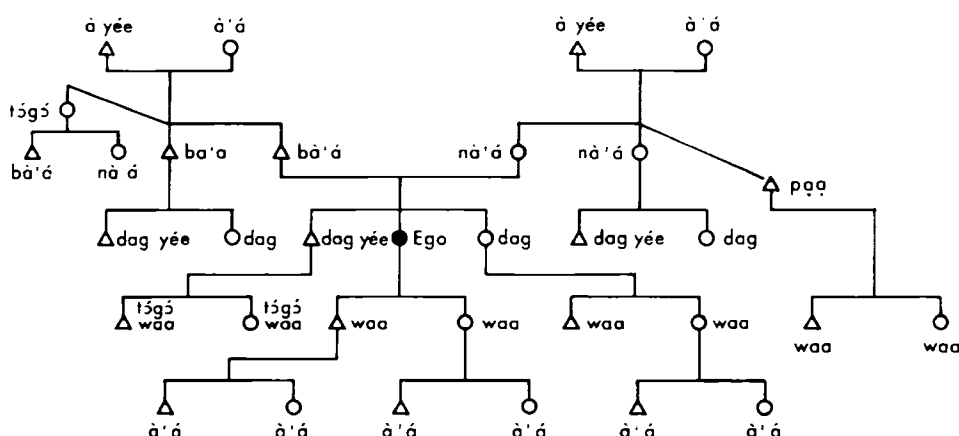 à yée à'á à yée à'á
tɔ́gɔ́
bà'á nà á ba'a bà'á nà'á nà'á pạạ
dag yée dag dag yée Ego dag dag yée dag
tɔ́gɔ́ tɔ́gɔ́
waa waa waa waa waa waa
waa waa
à'á à'á à'á à'á à'á à'á